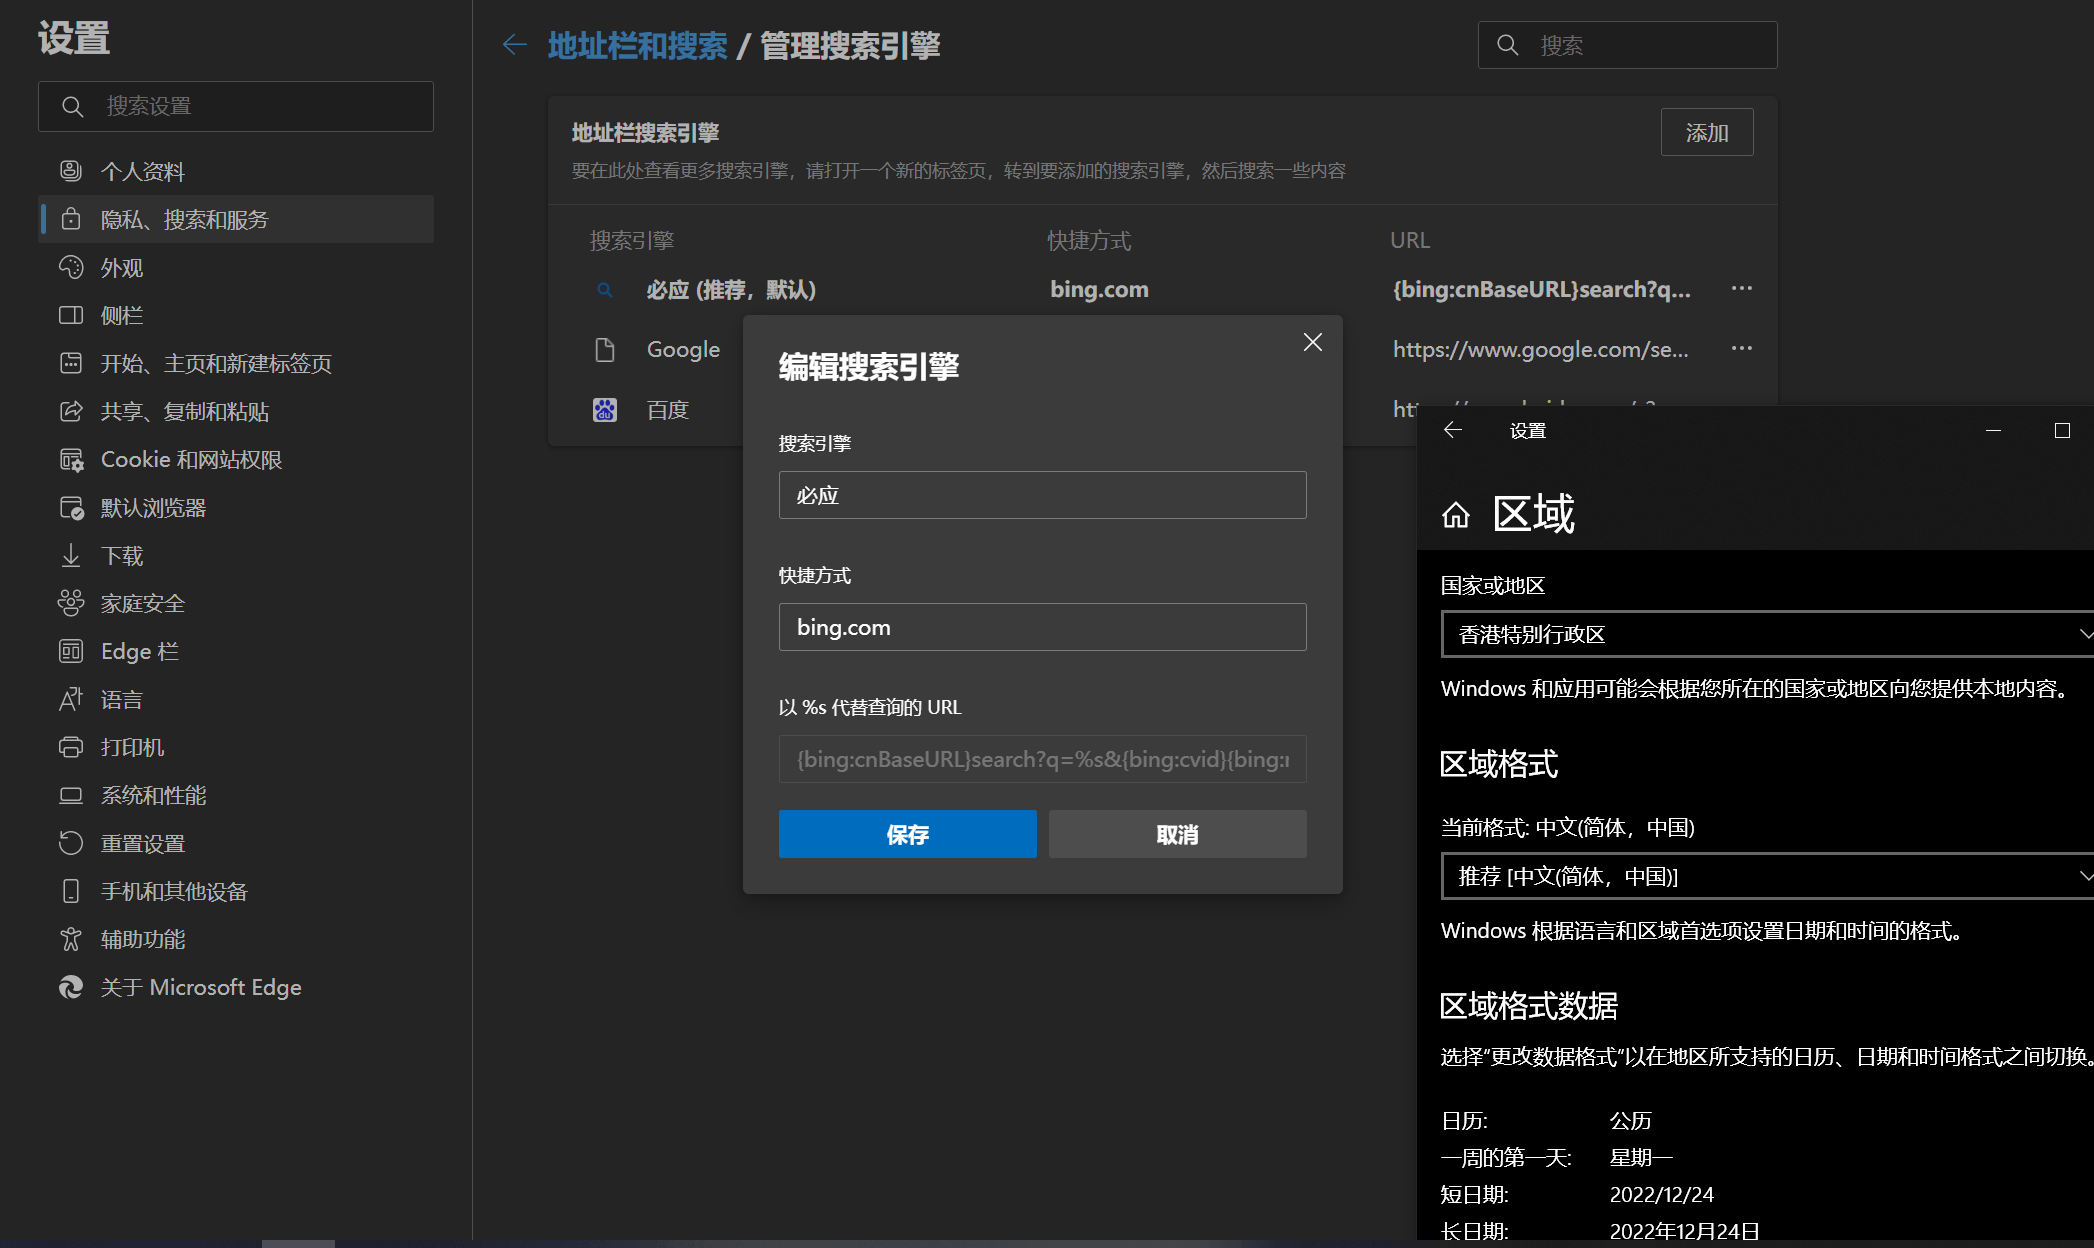 设置
搜索设置
个人资料
隐私、搜索和服务
外观
侧栏
开始、主页和新建标签页
共享、复制和粘贴
Cookie 和网站权限
默认浏览器
下载
家庭安全
Edge 栏
语言
打印机
系统和性能
重置设置
手机和其他设备
辅助功能
关于 Microsoft Edge
地址栏和搜索 / 管理搜索引擎
搜索
地址栏搜索引擎
添加
要在此处查看更多搜索引擎，请打开一个新的标签页，转到要添加的搜索引擎，然后搜索一些内容
搜索引擎 快捷方式 URL
必应 (推荐，默认) bing.com {bing:cnBaseURL}search?q...
Google https://www.google.com/se...
百度
编辑搜索引擎
搜索引擎
必应
快捷方式
bing.com
以 %s 代替查询的 URL
{bing:cnBaseURL}search?q=%s&{bing:cvid}{bing:r
保存 取消
设置
区域
国家或地区
香港特别行政区
Windows 和应用可能会根据您所在的国家或地区向您提供本地内容。
区域格式
当前格式: 中文(简体，中国)
推荐 [中文(简体，中国)]
Windows 根据语言和区域首选项设置日期和时间的格式。
区域格式数据
选择“更改数据格式”以在地区所支持的日历、日期和时间格式之间切换。
日历: 公历
一周的第一天: 星期一
短日期: 2022/12/24
长日期: 2022年12月24日